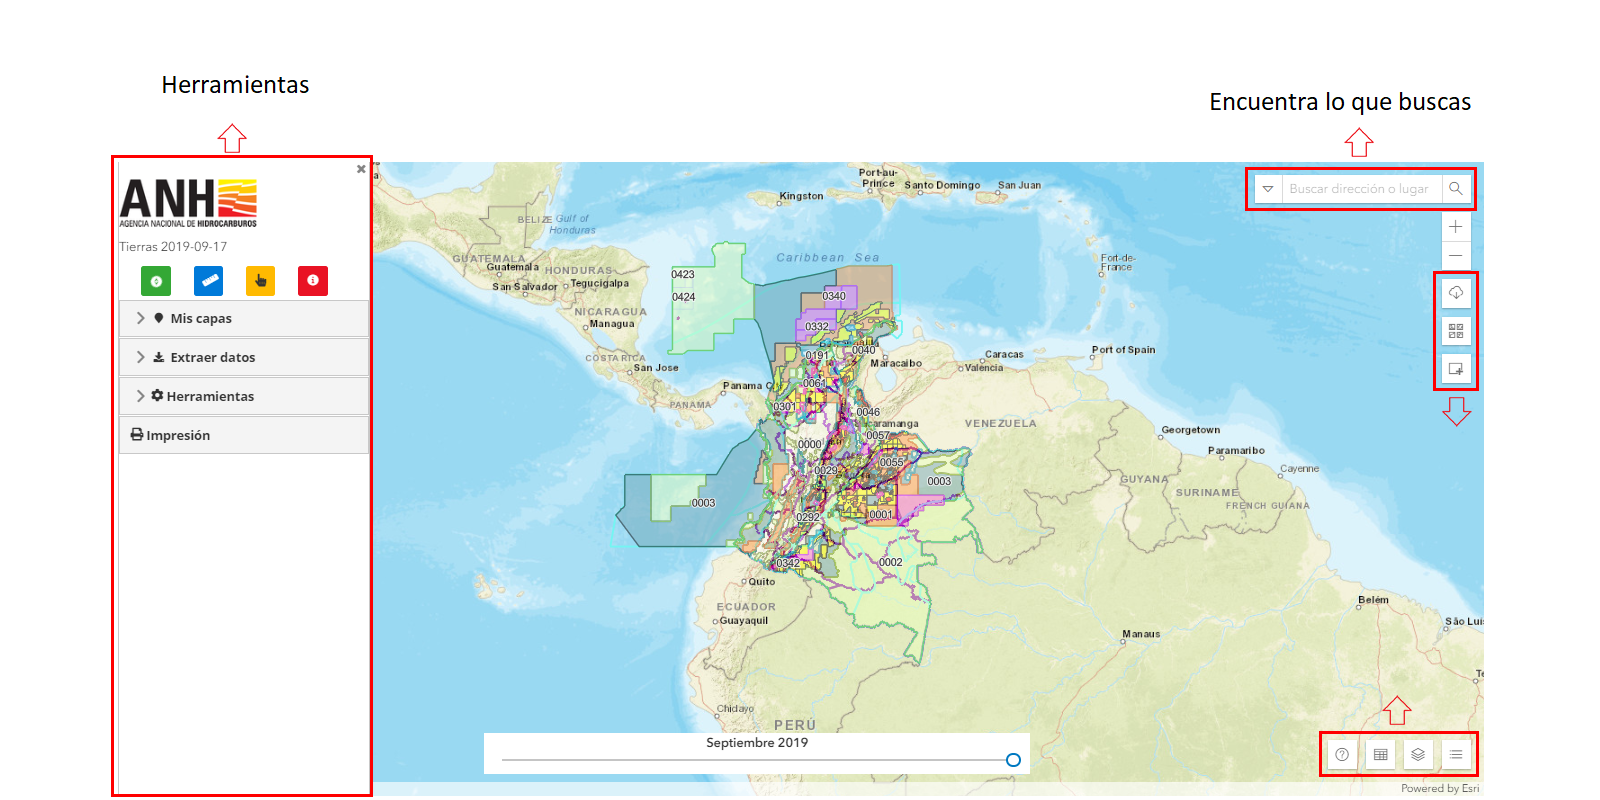 Herramientas
Encuentra lo que buscas
ANH
AGENCIA NACIONAL DE HIDROCARBUROS
Tierras 2019-09-17
Mis capas
Extraer datos
Herramientas
Impresión
Buscar dirección o lugar
Port-au-
Prince
Santo Domingo
San Juan
Kingston
BELIZE
Gulf of
Honduras
GUATEMALA
Guatemala
HONDURAS
San Salvador
Tegucigalpa
NICARAGUA
Managua
COSTA RICA
San Jose
Panama C
PANAMA
Caribbean Sea
Fort-de-
France
0423
0424
0340
0332
0191
0040
0061
0301
0046
0057
0000
0029
0055
0003
0003
0001
0292
0342
0002
Maracaibo
Caracas
Valencia
Port of Spain
caramanga
VENEZUELA
Georgetown
Paramaribo
Cayenne
GUYANA
SURINAME
FRENCH GUIANA
Quito
ECUADOR
Guayaquil
Belém
São Luis
Manaus
Chiclayo
PERÚ
Septiembre 2019
Powered by Esri